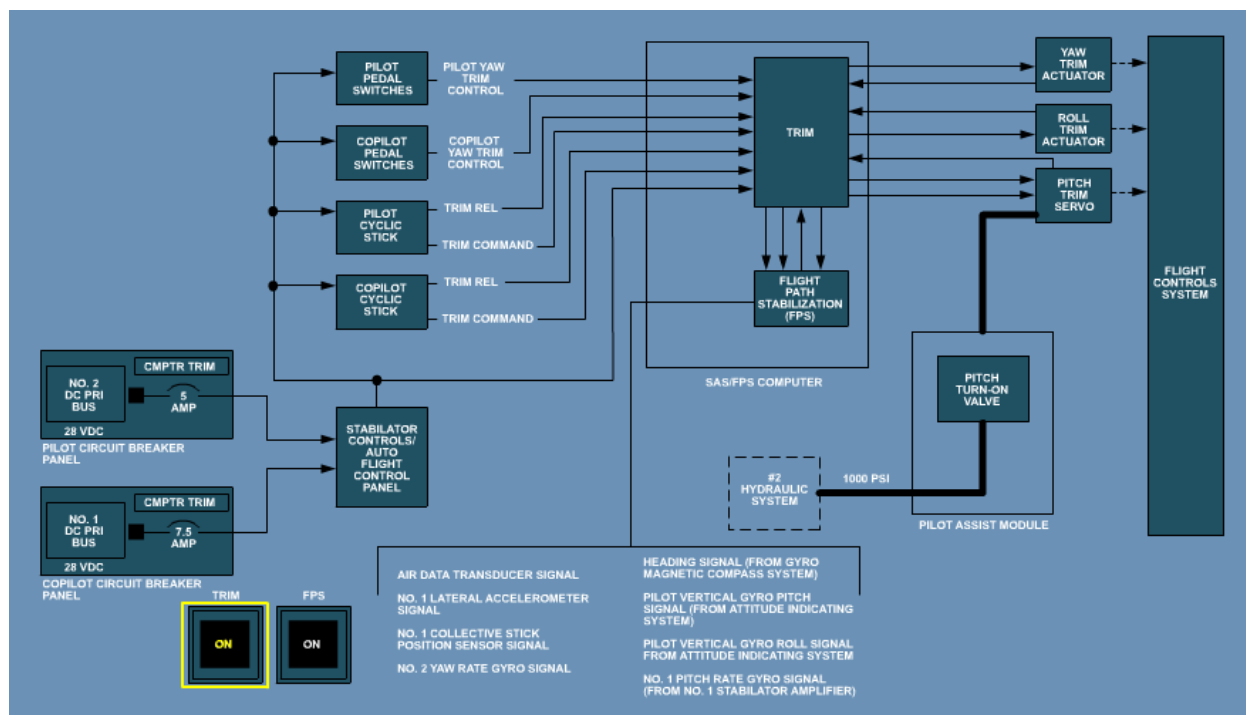 PILOT
PEDAL
SWITCHES
PILOT YAW
TRIM
CONTROL
COPILOT
PEDAL
SWITCHES
COPILOT
YAW TRIM
CONTROL
PILOT
CYCLIC
STICK
TRIM REL
TRIM COMMAND
COPILOT
CYCLIC
STICK
TRIM REL
TRIM COMMAND
TRIM
FLIGHT
PATH
STABILIZATION
(FPS)
SAS/FPS COMPUTER
YAW
TRIM
ACTUATOR
ROLL
TRIM
ACTUATOR
PITCH
TRIM
SERVO
FLIGHT
CONTROLS
SYSTEM
PITCH
TURN-ON
VALVE
PILOT ASSIST MODULE
#2
HYDRAULIC
SYSTEM
1000 PSI
CMPTR TRIM
NO. 2
DC PRI
BUS
5
AMP
28 VDC
PILOT CIRCUIT BREAKER
PANEL
CMPTR TRIM
NO. 1
DC PRI
BUS
7.5
AMP
28 VDC
COPILOT CIRCUIT BREAKER
PANEL
STABILATOR
CONTROLS/
AUTO
FLIGHT
CONTROL
PANEL
TRIM
ON
FPS
ON
AIR DATA TRANSDUCER SIGNAL
NO. 1 LATERAL ACCELEROMETER
SIGNAL
NO. 1 COLLECTIVE STICK
POSITION SENSOR SIGNAL
NO. 2 YAW RATE GYRO SIGNAL
HEADING SIGNAL (FROM GYRO
MAGNETIC COMPASS SYSTEM)
PILOT VERTICAL GYRO PITCH
SIGNAL (FROM ATTITUDE INDICATING
SYSTEM)
PILOT VERTICAL GYRO ROLL SIGNAL
FROM ATTITUDE INDICATING SYSTEM
NO. 1 PITCH RATE GYRO SIGNAL
(FROM NO. 1 STABILATOR AMPLIFIER)